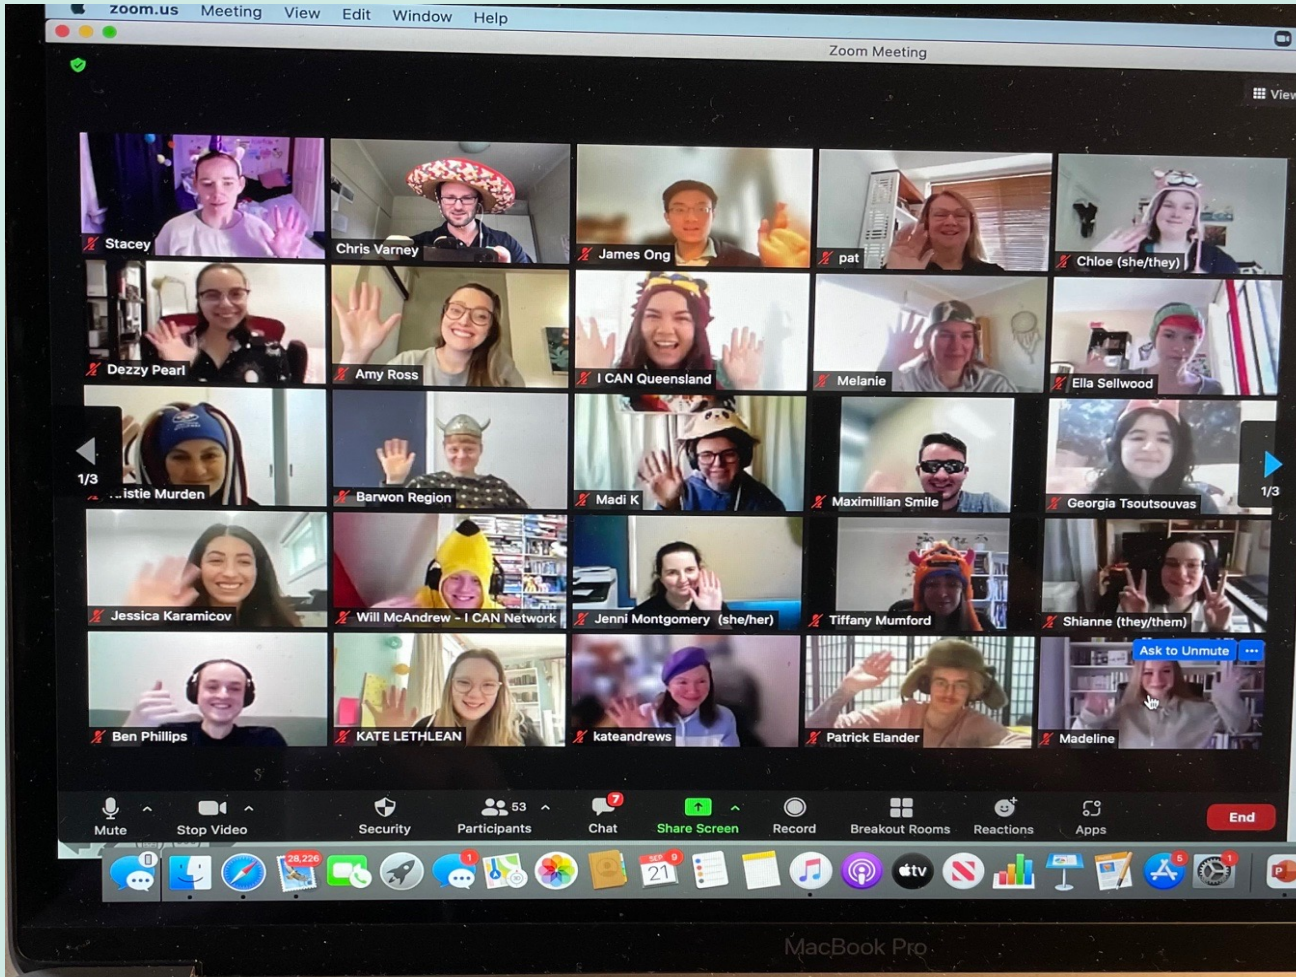 zoom.us Meeting View Edit Window Help
Zoom Meeting
View
Stacey
Chris Varney
James Ong
pat
Chloe (she/they)
Dezzy Pearl
Amy Ross
I CAN Queensland
Melanie
Ella Sellwood
1/3
istie Murden
Barwon Region
Madi K
Maximillian Smile
Georgia Tsoutsouvas
1/3
Jessica Karamicov
Will McAndrew - I CAN Network
Jenni Montgomery (she/her)
Tiffany Mumford
Shianne (they/them)
Ask to Unmute
Ben Phillips
KATE LETHLEAN
kateandrews
Patrick Elander
Madeline
53
7
Mute
Stop Video
Security
Participants
Chat
Share Screen
Record
Breakout Rooms
Reactions
Apps
End
28,226
1
SEP
9
21
tv
5
1
P
MacBook Pro